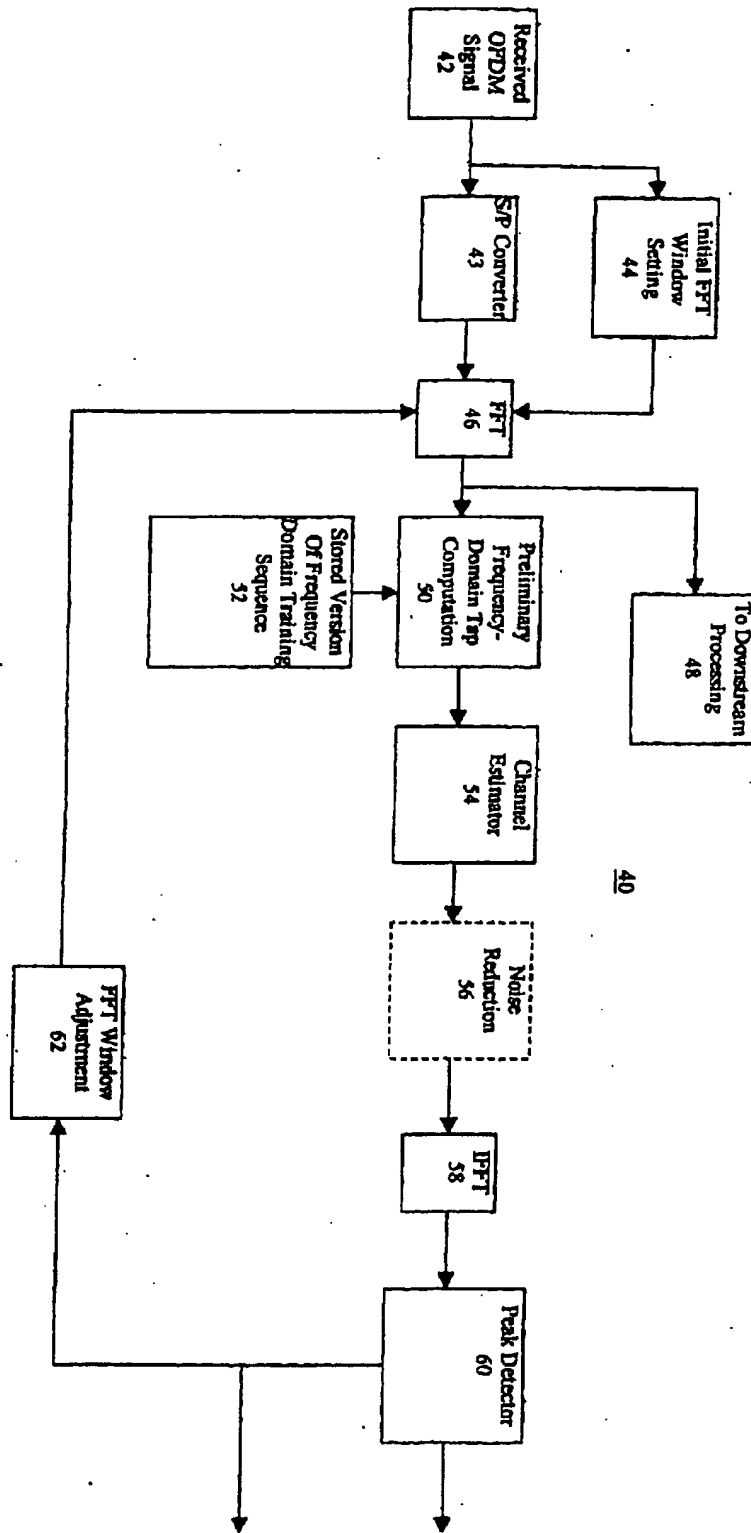 Received
OFDM
Signal
42
Initial FFT
Window
Setting
44
S/P Converter
43
FFT
46
To Downstream
Processing
48
Preliminary
Frequency-
Domain Tap
Computation
50
Stored Version
Of Frequency
Domain Training
Sequence
52
Channel
Estimator
54
40
Noise
Reduction
56
IFFT
58
Peak Detector
60
FFT Window
Adjustment
62